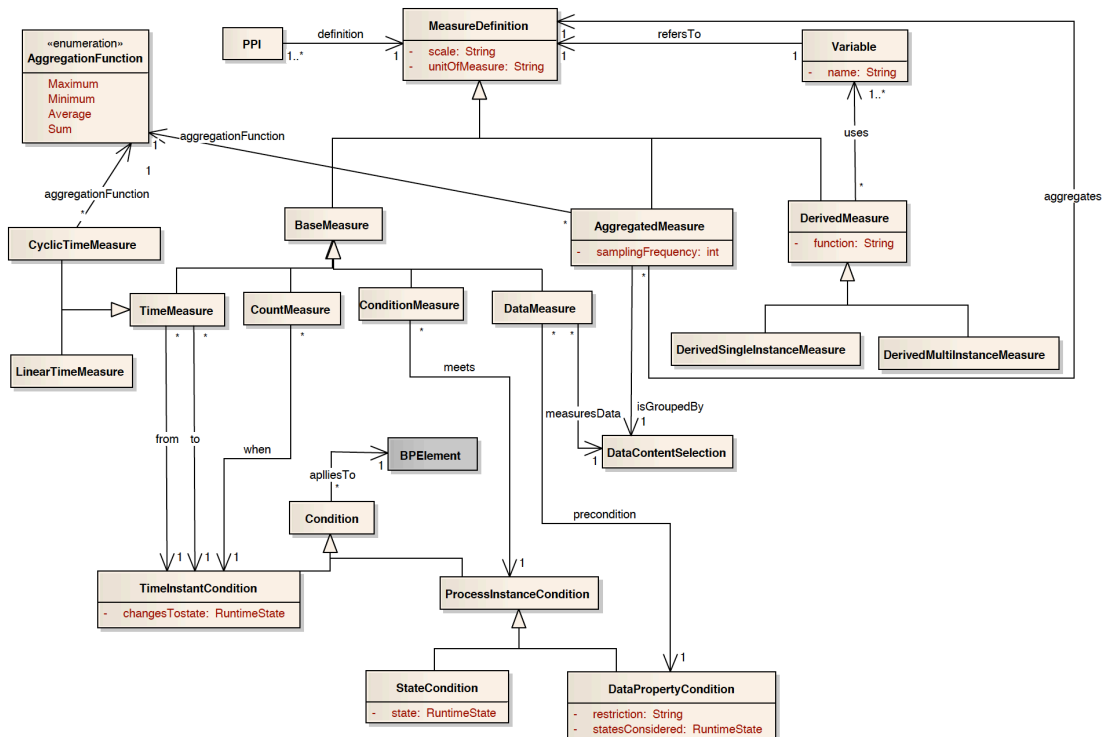 MeasureDefinition
- scale: String
- unitOfMeasure: String
PPI
definition
1..*
1
1
1
1
refersTo
1
Variable
- name: String
1..*
«enumeration»
AggregationFunction
Maximum
Minimum
Average
Sum
1
1
aggregationFunction
aggregationFunction
*
*
uses
*
aggregates
CyclicTimeMeasure
BaseMeasure
AggregatedMeasure
- samplingFrequency: int
*
DerivedMeasure
- function: String
TimeMeasure
* *
CountMeasure
*
ConditionMeasure
*
DataMeasure
* *
LinearTimeMeasure
DerivedSingleInstanceMeasure
DerivedMultiInstanceMeasure
meets
isGroupedBy
1
measuresData
1
DataContentSelection
from
to
when
BPElement
1
aplliesTo
*
Condition
precondition
1
1
1
1
TimeInstantCondition
- changesTostate: RuntimeState
ProcessInstanceCondition
1
StateCondition
- state: RuntimeState
DataPropertyCondition
- restriction: String
- statesConsidered: RuntimeState